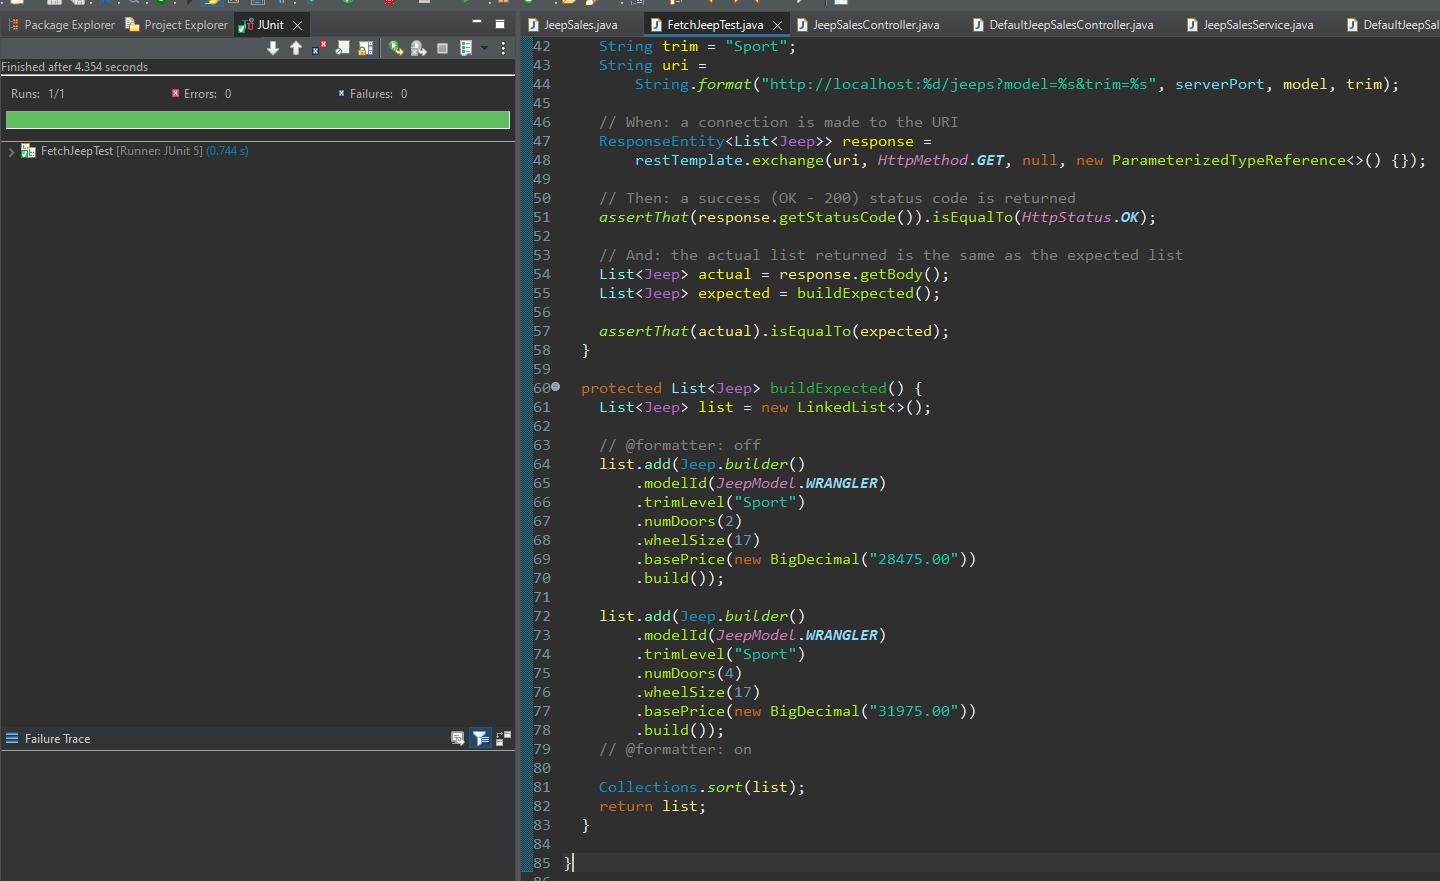 Package Explorer
Project Explorer
JUnit
Finished after 4.354 seconds
Runs: 1/1
Errors: 0
Failures: 0
FetchJeepTest [Runner: JUnit 5] (0.744 s)
Failure Trace
JeepSales.java
FetchJeepTest.java
JeepSalesController.java
DefaultJeepSalesController.java
JeepSalesService.java
DefaultJeepSal
42 String trim = "Sport";
43 String uri =
44 String.format("http://localhost:%d/jeeps?model=%s&trim=%s", serverPort, model, trim);
45
46 // When: a connection is made to the URI
47 ResponseEntity<List<Jeep>> response =
48 restTemplate.exchange(uri, HttpMethod.GET, null, new ParameterizedTypeReference<>() {});
49
50 // Then: a success (OK - 200) status code is returned
51 assertThat(response.getStatusCode()).isEqualTo(HttpStatus.OK);
52
53 // And: the actual list returned is the same as the expected list
54 List<Jeep> actual = response.getBody();
55 List<Jeep> expected = buildExpected();
56
57 assertThat(actual).isEqualTo(expected);
58 }
59
60 protected List<Jeep> buildExpected() {
61 List<Jeep> list = new LinkedList<>();
62
63 // @formatter: off
64 list.add(Jeep.builder()
65 .modelId(JeepModel.WRANGLER)
66 .trimLevel("Sport")
67 .numDoors(2)
68 .wheelSize(17)
69 .basePrice(new BigDecimal("28475.00"))
70 .build());
71
72 list.add(Jeep.builder()
73 .modelId(JeepModel.WRANGLER)
74 .trimLevel("Sport")
75 .numDoors(4)
76 .wheelSize(17)
77 .basePrice(new BigDecimal("31975.00"))
78 .build());
79 // @formatter: on
80
81 Collections.sort(list);
82 return list;
83 }
84
85 }